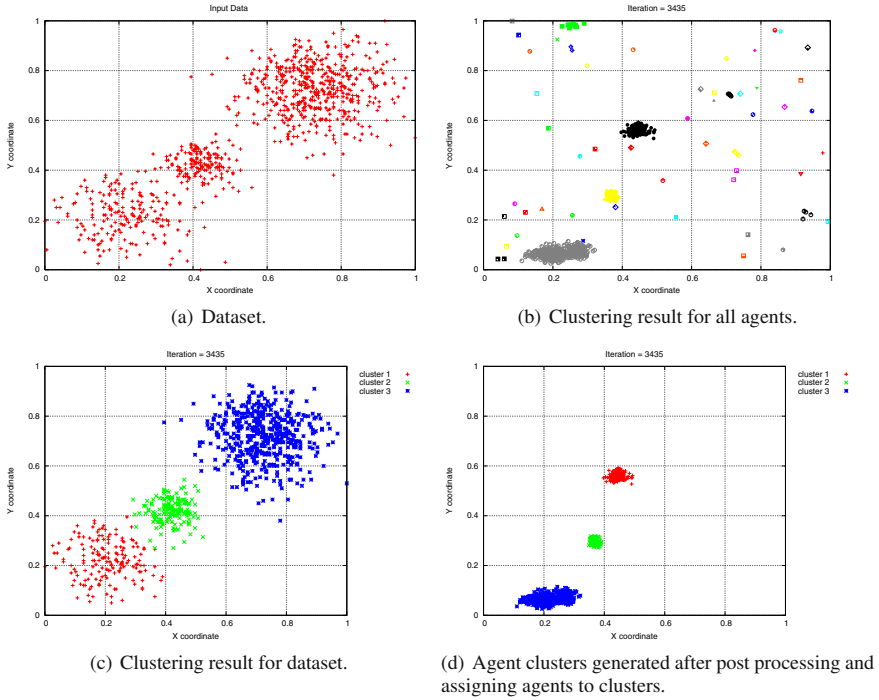 Input Data
1
0.8
0.6
0.4
0.2
0
0 0.2 0.4 0.6 0.8 1
Y coordinate
X coordinate
(a) Dataset.
Iteration = 3435
1
0.8
0.6
0.4
0.2
0
0 0.2 0.4 0.6 0.8 1
Y coordinate
X coordinate
(b) Clustering result for all agents.
Iteration = 3435
cluster 1
cluster 2
cluster 3
1
0.8
0.6
0.4
0.2
0
0 0.2 0.4 0.6 0.8 1
Y coordinate
X coordinate
(c) Clustering result for dataset.
Iteration = 3435
cluster 1
cluster 2
cluster 3
1
0.8
0.6
0.4
0.2
0
0 0.2 0.4 0.6 0.8 1
Y coordinate
X coordinate
(d) Agent clusters generated after post processing and
assigning agents to clusters.